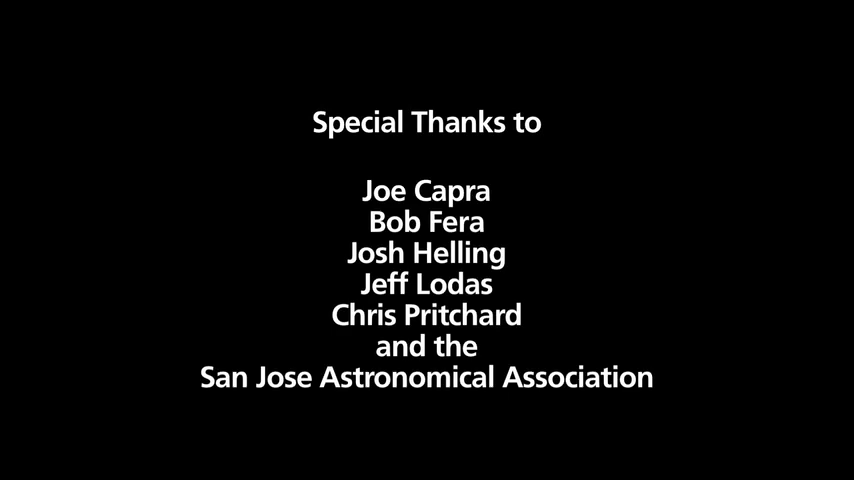 Special Thanks to
Joe Capra
Bob Fera
Josh Helling
Jeff Lodas
Chris Pritchard
and the
San Jose Astronomical Association